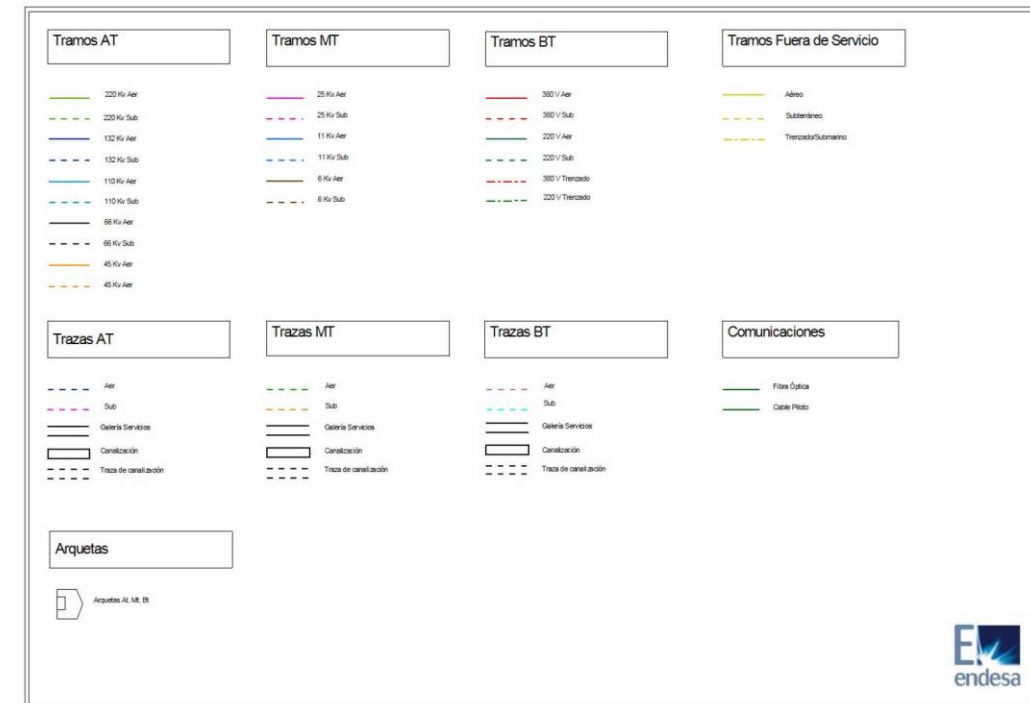 Tramos AT
220 Kv Aer
220 Kv Sub
132 Kv Aer
132 Kv Sub
110 Kv Aer
110 Kv Sub
66 Kv Aer
66 Kv Sub
45 Kv Aer
45 Kv Aer
Tramos MT
25 Kv Aer
25 Kv Sub
11 Kv Aer
11 Kv Sub
6 Kv Aer
6 Kv Sub
Tramos BT
380 V Aer
380 V Sub
220 V Aer
220 V Sub
380 V Trenzado
220 V Trenzado
Tramos Fuera de Servicio
Aéreo
Subterráneo
Trenzado/Submarino
Trazas AT
Aer
Sub
Galería Servicios
Canalización
Traza de canalización
Trazas MT
Aer
Sub
Galería Servicios
Canalización
Traza de canalización
Trazas BT
Aer
Sub
Galería Servicios
Canalización
Traza de canalización
Comunicaciones
Fibra Óptica
Cable Piloto
Arquetas
Arquetas At, Mt, Bt
endesa